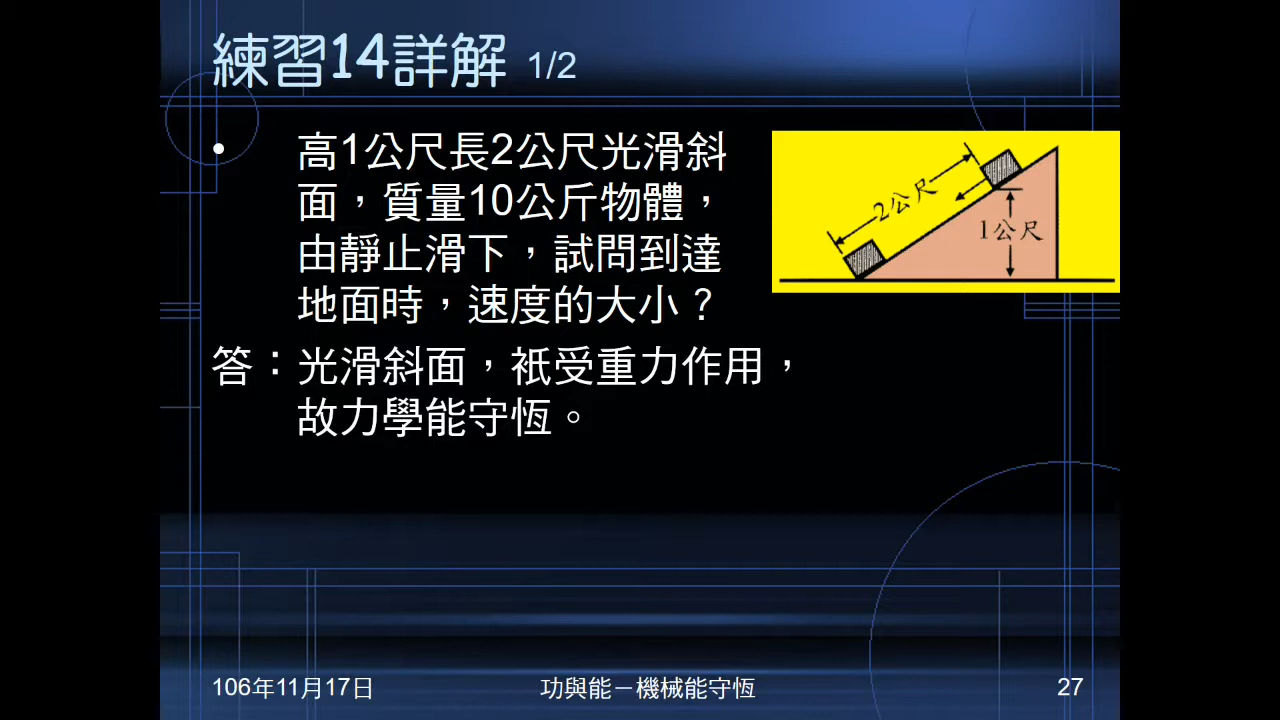 練習14詳解 1/2
• 高1公尺長2公尺光滑斜
面，質量10公斤物體，
由靜止滑下，試問到達
地面時，速度的大小？
2公尺
1公尺
答：光滑斜面，祇受重力作用，
故力學能守恆。
106年11月17日
功與能－機械能守恆
27